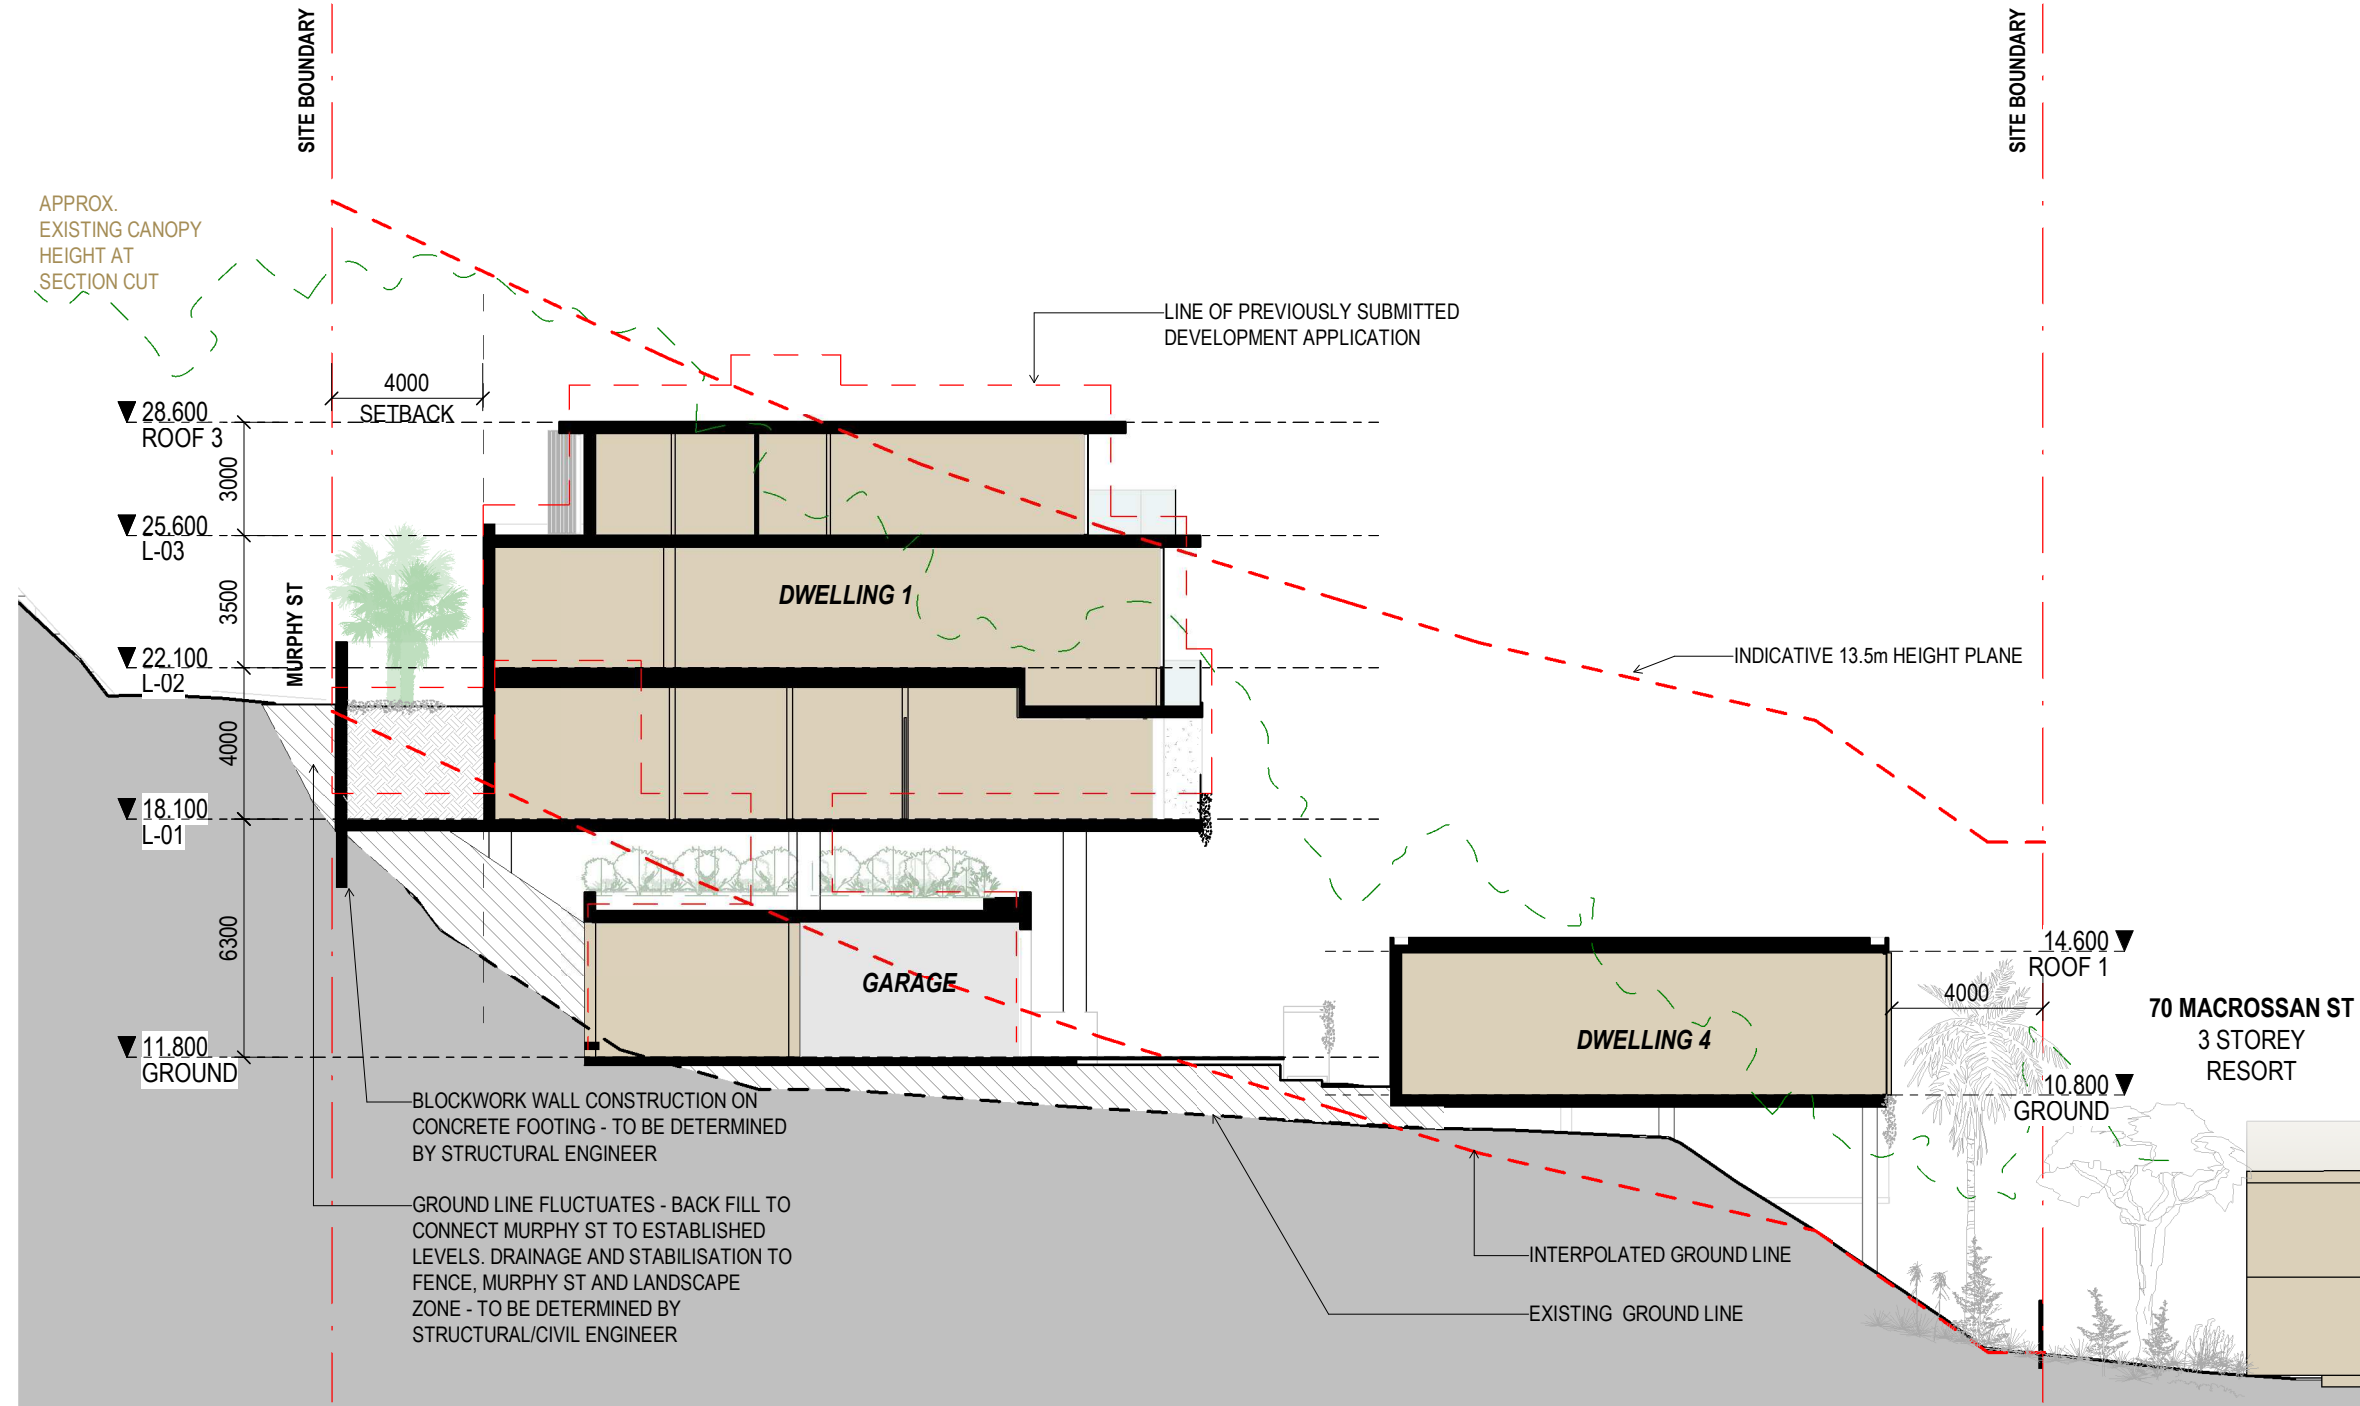 SITE BOUNDARY
SITE BOUNDARY
APPROX.
EXISTING CANOPY
HEIGHT AT
SECTION CUT
LINE OF PREVIOUSLY SUBMITTED
DEVELOPMENT APPLICATION
4000
SETBACK
28.600
ROOF 3
3000
25.600
L-03
3500
MURPHY ST
DWELLING 1
22.100
L-02
INDICATIVE 13.5m HEIGHT PLANE
4000
18.100
L-01
6300
GARAGE
14.600
ROOF 1
4000
70 MACROSSAN ST
3 STOREY
RESORT
DWELLING 4
11.800
GROUND
10.800
GROUND
BLOCKWORK WALL CONSTRUCTION ON
CONCRETE FOOTING - TO BE DETERMINED
BY STRUCTURAL ENGINEER
GROUND LINE FLUCTUATES - BACK FILL TO
CONNECT MURPHY ST TO ESTABLISHED
LEVELS. DRAINAGE AND STABILISATION TO
FENCE, MURPHY ST AND LANDSCAPE
ZONE - TO BE DETERMINED BY
STRUCTURAL/CIVIL ENGINEER
INTERPOLATED GROUND LINE
EXISTING GROUND LINE